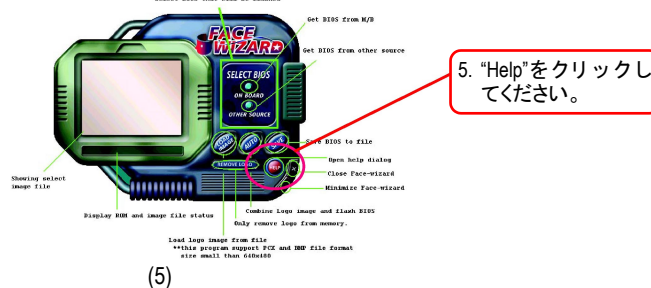 Get BIOS from M/B
FACE
WIZARD
Get BIOS from other source
SELECT BIOS
ON BOARD
OTHER SOURCE
5. “Help”をクリックし
てください。
LOAD
IMAGE
AUTO
SAVE
Save BIOS to file
REMOVE LOGO
HELP
Open help dialog
Close Face-wizard
Minimize Face-wizard
Showing select
image file
Display ROM and image file status
Combine Logo image and flash BIOS
Only remove logo from memory.
Load logo image from file
**this program support PCX and BMP file format
size small than 640x480
(5)